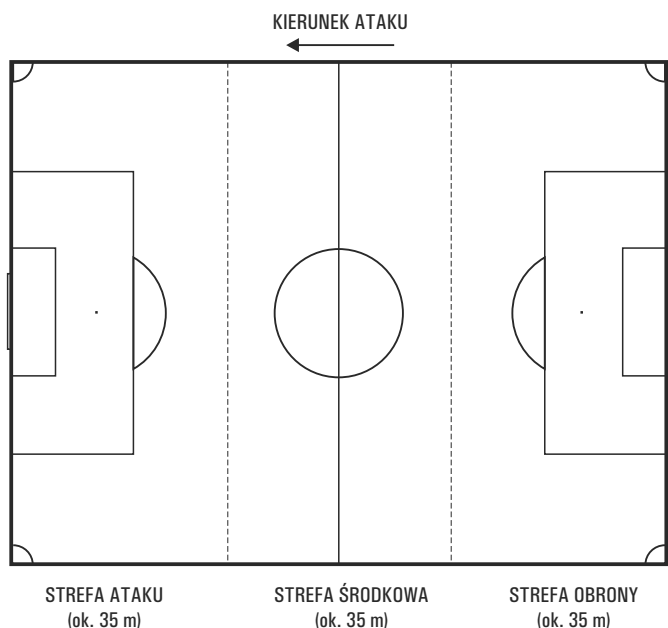 KIERUNEK ATAKU
STREFA ATAKU
(ok. 35 m)
STREFA ŚRODKOWA
(ok. 35 m)
STREFA OBRONY
(ok. 35 m)